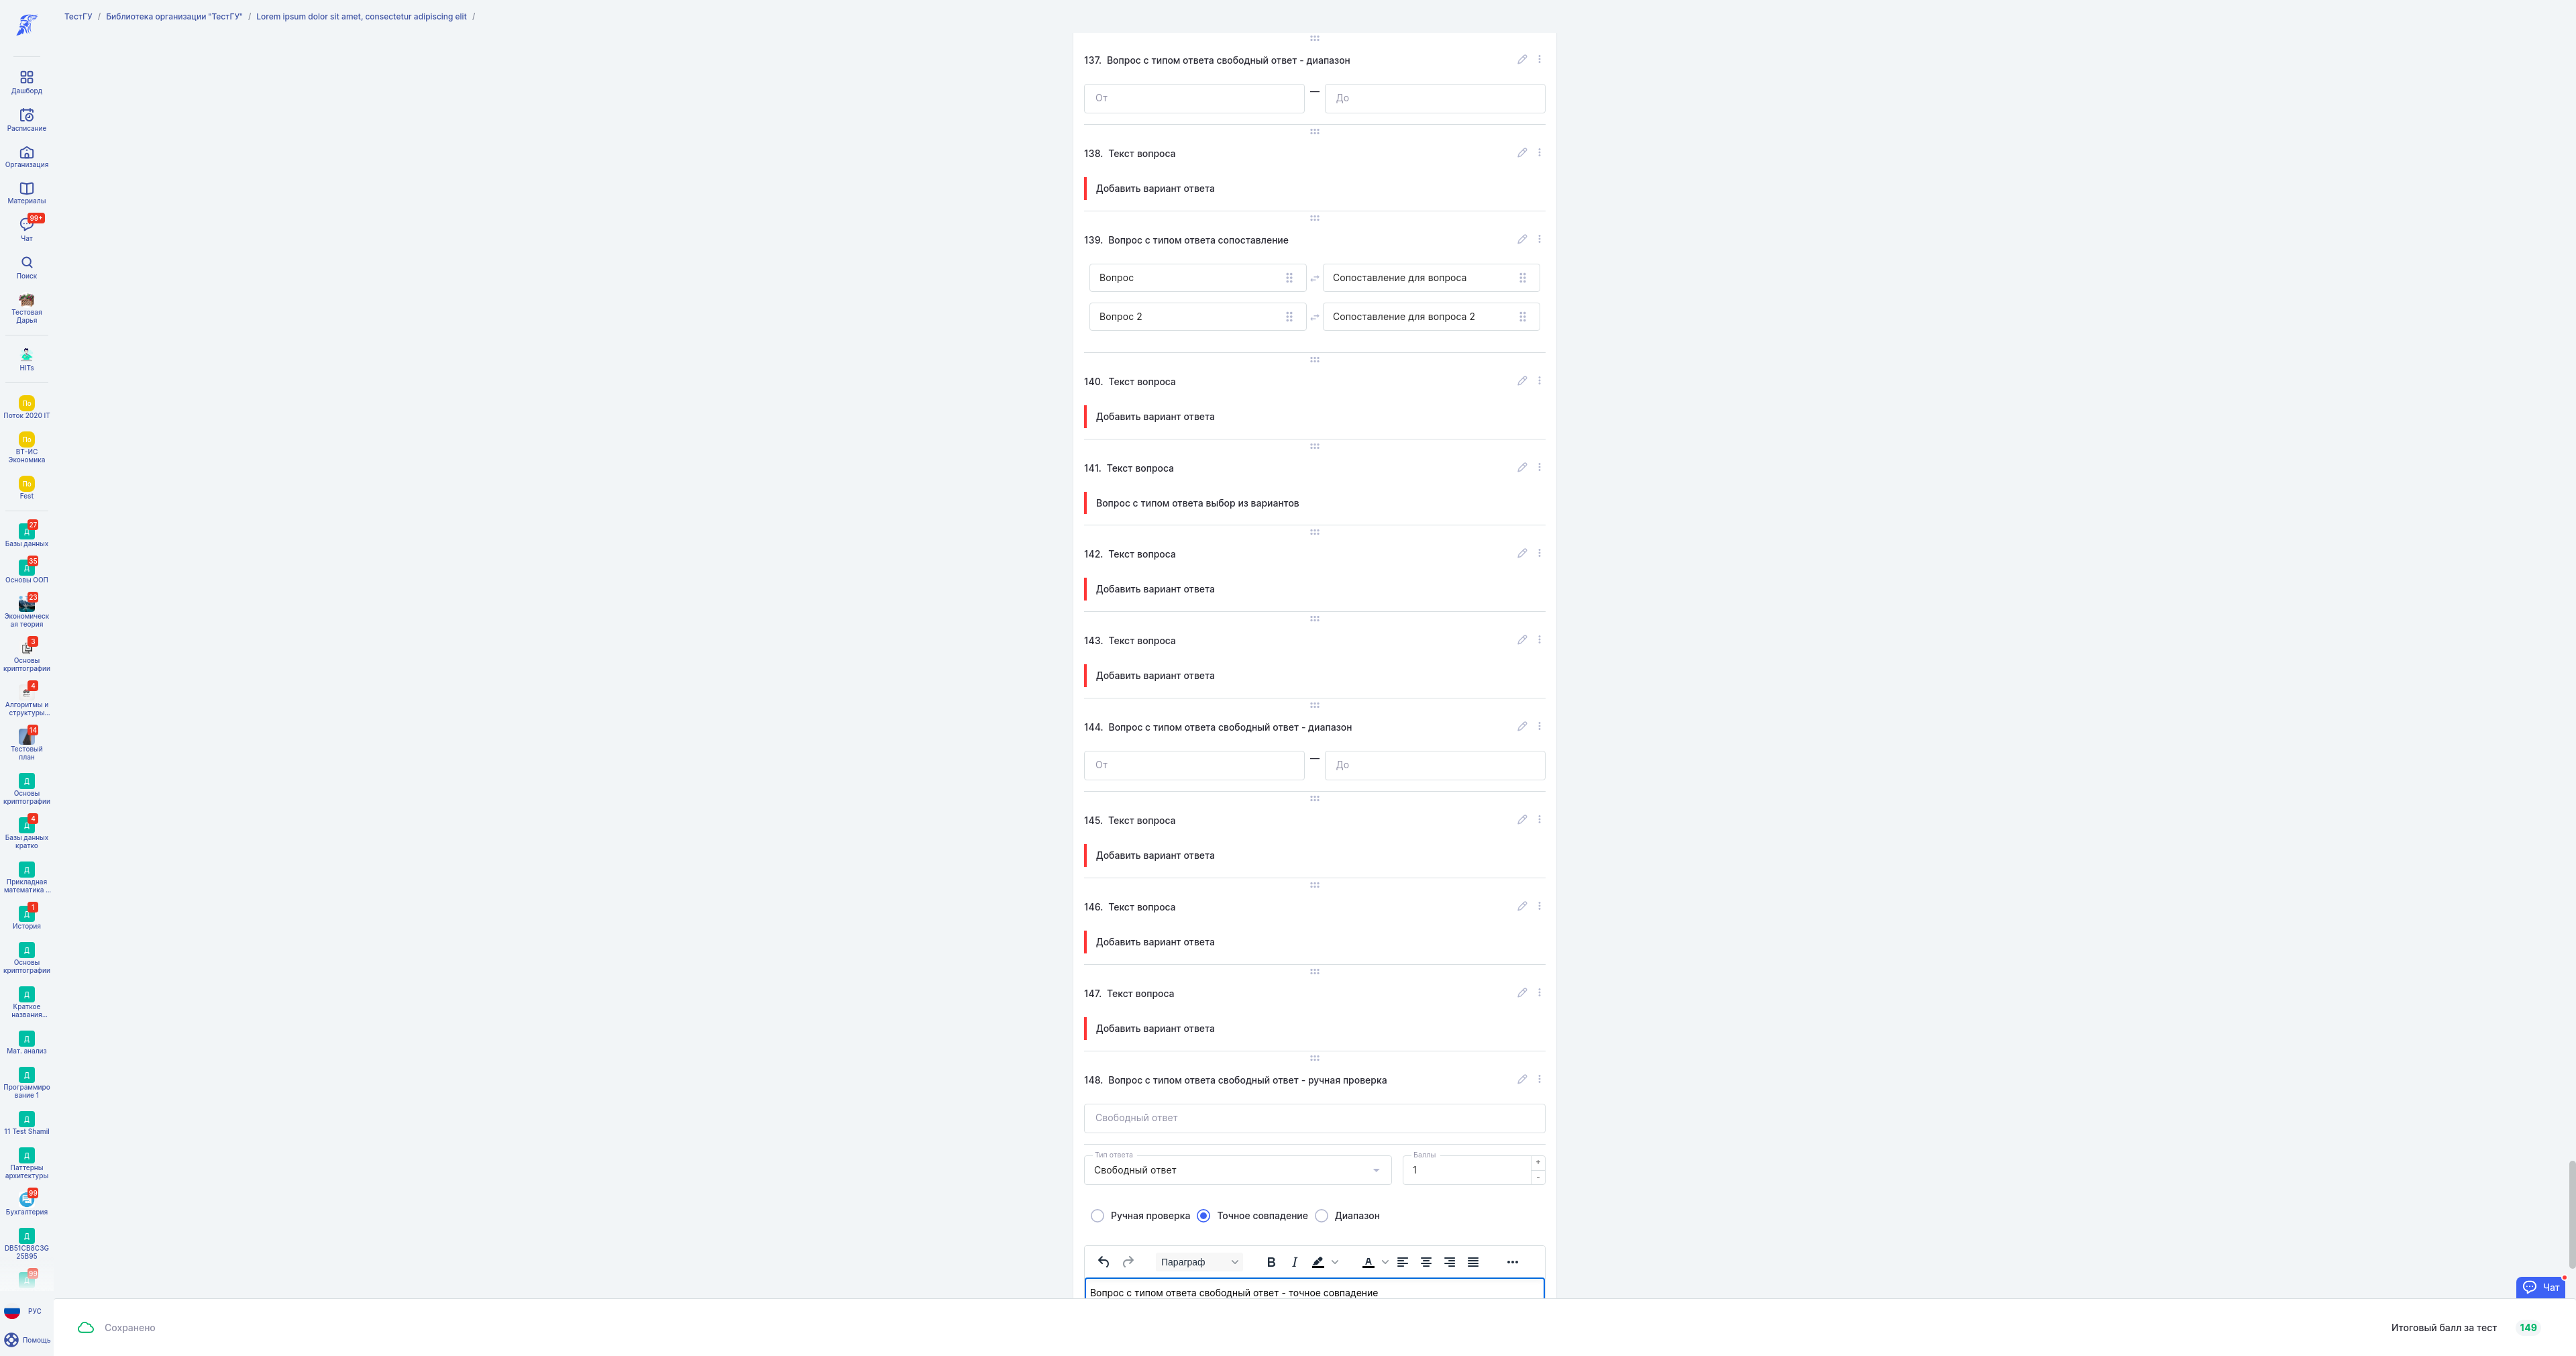 ТестГУ / Библиотека организации "ТестГУ" / Lorem ipsum dolor sit amet, consectetur adipiscing elit /
Дашборд
Расписание
Организация
Материалы
99+
Чат
Поиск
Тестовая
Дарья
HITs
По
Поток 2020 IT
По
ВТ-ИС
Экономика
По
Fest
27
Д
Базы данных
35
Д
Основы ООП
23
Экономическ
ая теория
3
Основы
криптографии
4
Алгоритмы и
структуры...
14
Тестовый
план
Д
Основы
криптографии
4
Д
Базы данных
кратко
Д
Прикладная
математика ...
1
Д
История
Д
Основы
криптографии
Д
Краткое
названия...
Д
Мат. анализ
Д
Программиро
вание 1
Д
11 Test Shamil
Д
Паттерны
архитектуры
99
Бухгалтерия
Д
DB51CB8C3G
25B95
99
Д
РУС
Помощь
137. Вопрос с типом ответа свободный ответ - диапазон
От — До
138. Текст вопроса
Добавить вариант ответа
139. Вопрос с типом ответа сопоставление
Вопрос Сопоставление для вопроса
Вопрос 2 Сопоставление для вопроса 2
140. Текст вопроса
Добавить вариант ответа
141. Текст вопроса
Вопрос с типом ответа выбор из вариантов
142. Текст вопроса
Добавить вариант ответа
143. Текст вопроса
Добавить вариант ответа
144. Вопрос с типом ответа свободный ответ - диапазон
От — До
145. Текст вопроса
Добавить вариант ответа
146. Текст вопроса
Добавить вариант ответа
147. Текст вопроса
Добавить вариант ответа
148. Вопрос с типом ответа свободный ответ - ручная проверка
Свободный ответ
Тип ответа Баллы
Свободный ответ 1 + -
Ручная проверка Точное совпадение Диапазон
Параграф B I A
Вопрос с типом ответа свободный ответ - точное совпадение
Чат
Сохранено
Итоговый балл за тест 149